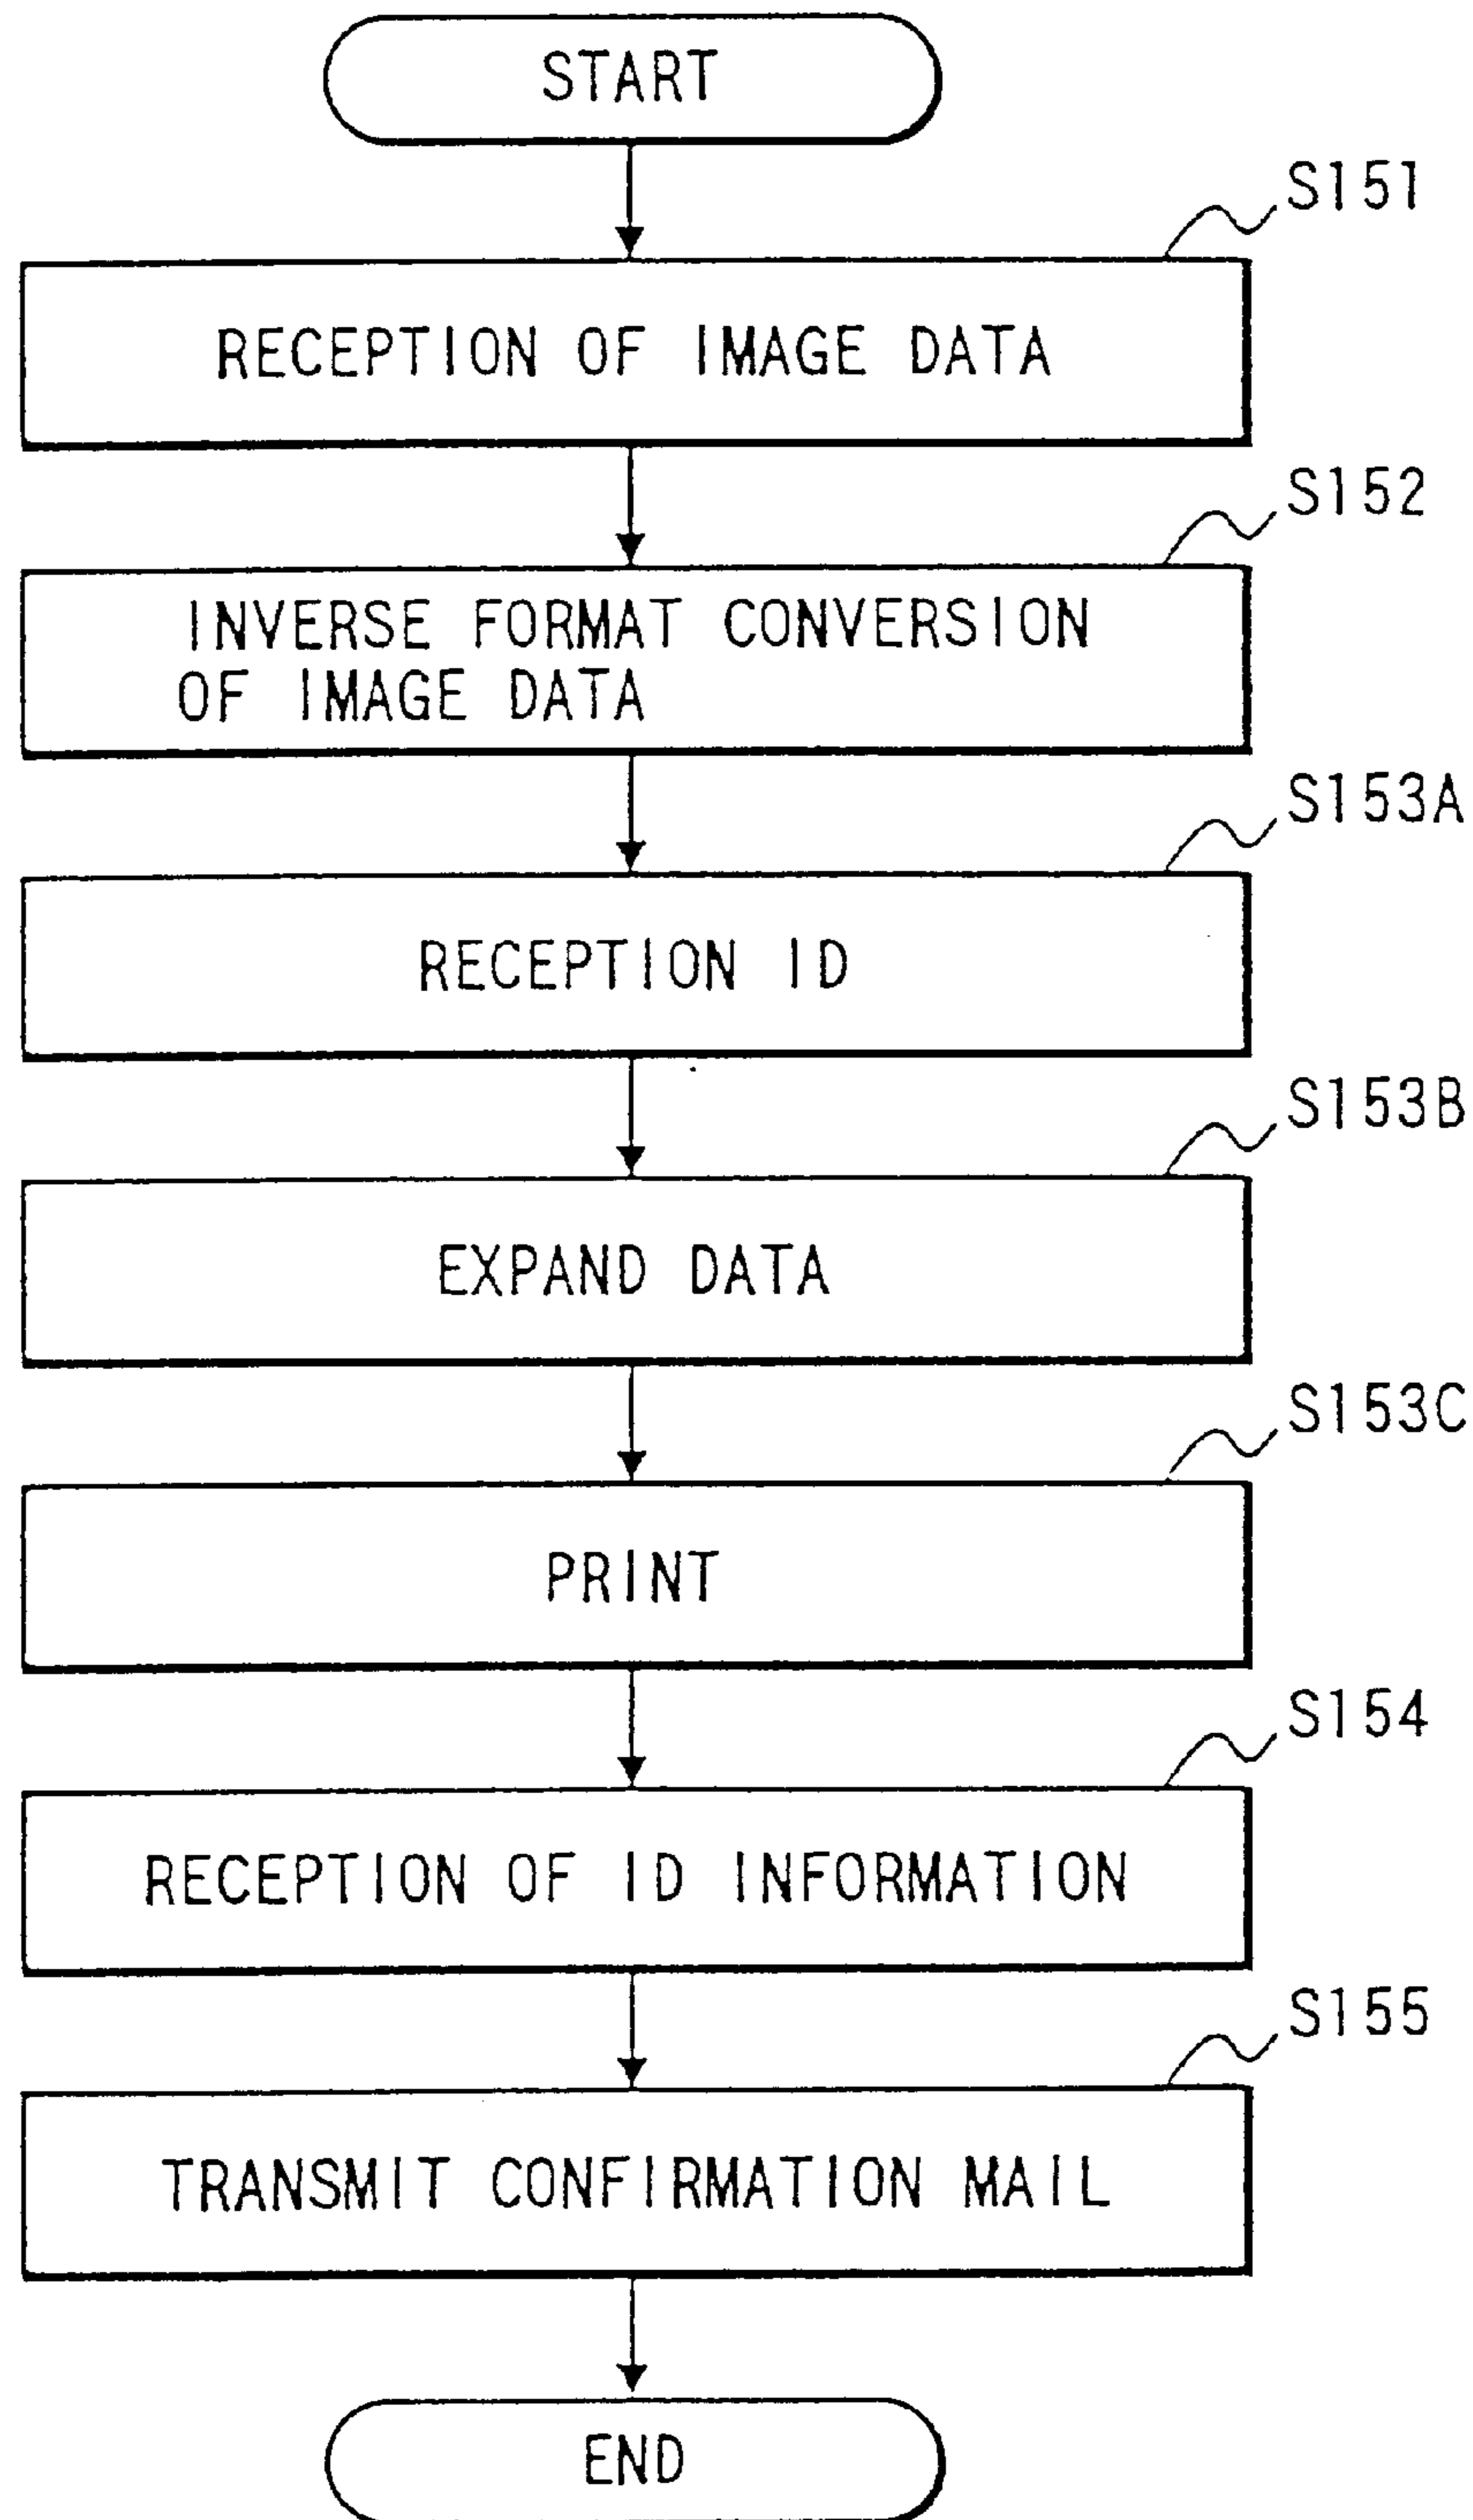 START
S151
RECEPTION OF IMAGE DATA
S152
INVERSE FORMAT CONVERSION
OF IMAGE DATA
S153A
RECEPTION ID
S153B
EXPAND DATA
S153C
PRINT
S154
RECEPTION OF ID INFORMATION
S155
TRANSMIT CONFIRMATION MAIL
END